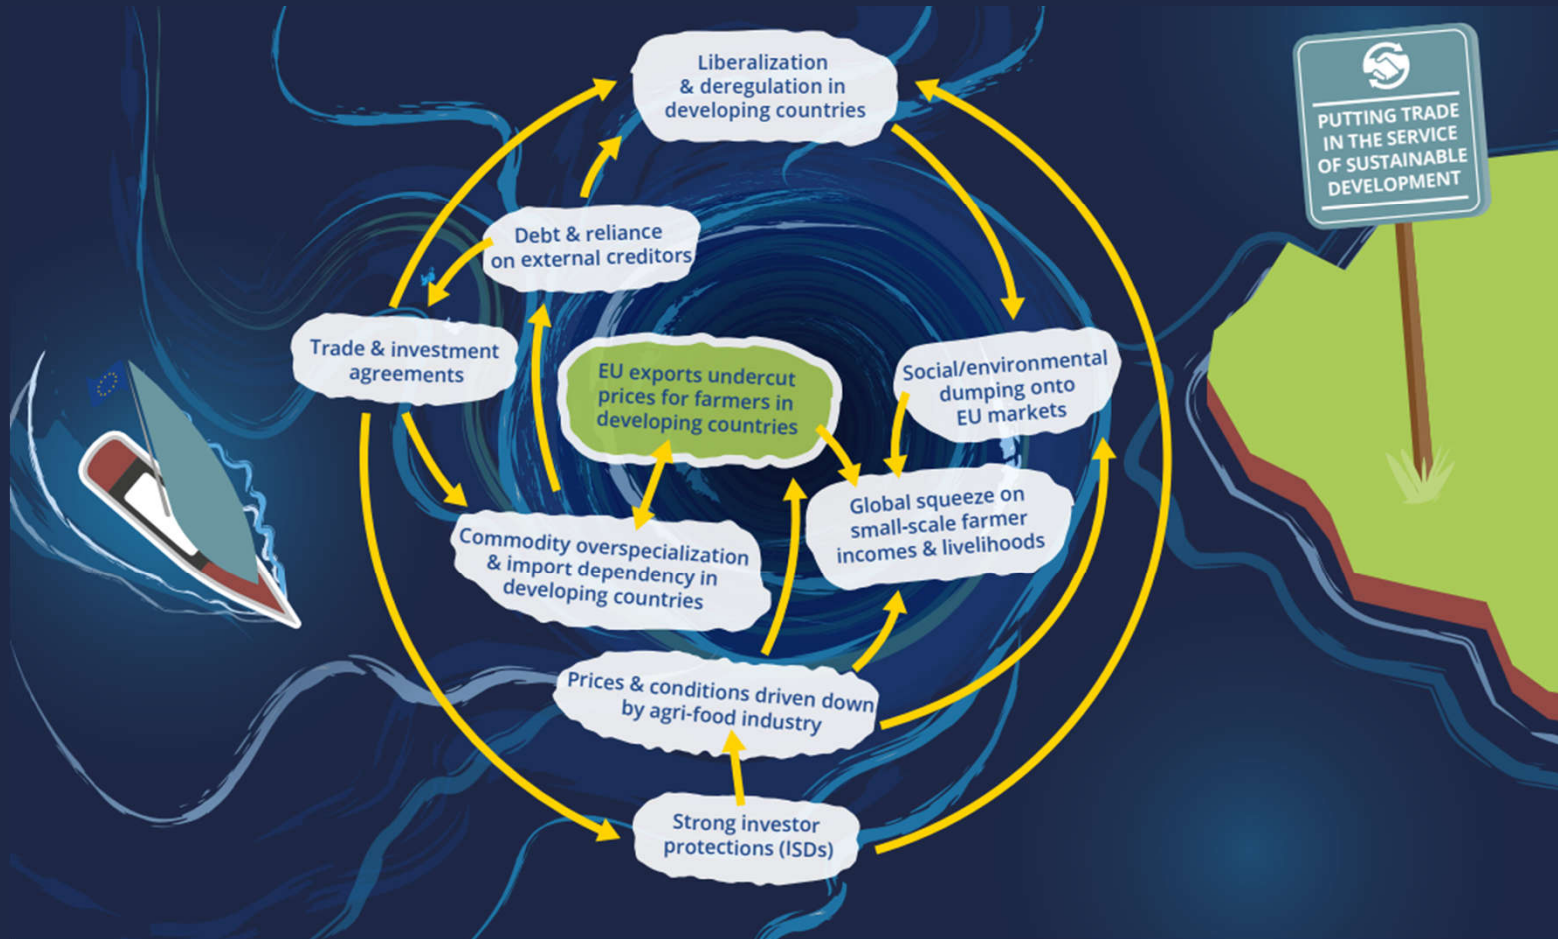 Liberalization
& deregulation in
developing countries
PUTTING TRADE
IN THE SERVICE
OF SUSTAINABLE
DEVELOPMENT
Debt & reliance
on external creditors
Trade & investment
agreements
EU exports undercut
prices for farmers in
developing countries
Social/environmental
dumping onto
EU markets
Global squeeze on
small-scale farmer
incomes & livelihoods
Commodity overspecialization
& import dependency in
developing countries
Prices & conditions driven down
by agri-food industry
Strong investor
protections (ISDs)